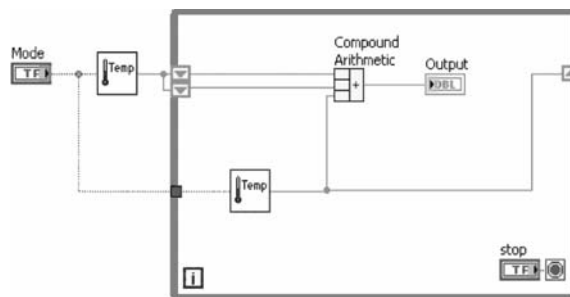 Mode
TF
Temp
Compound
Arithmetic
+
Output
DBL
Temp
stop
TF
i